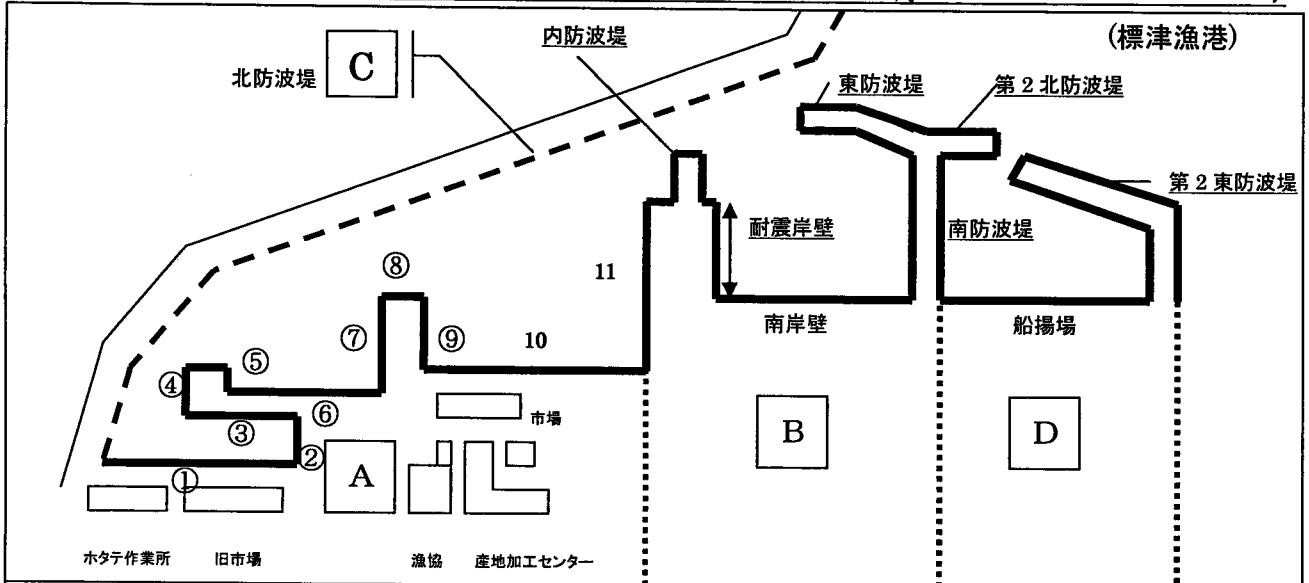 (標津漁港)
内防波堤
北防波堤
C
東防波堤
第2北防波堤
第2東防波堤
耐震岸壁
南防波堤
⑧
11
⑦
⑨
10
南岸壁
船揚場
⑤
④
⑥
③
市場
B
D
②
①
A
ホタテ作業所
旧市場
漁協
産地加工センター